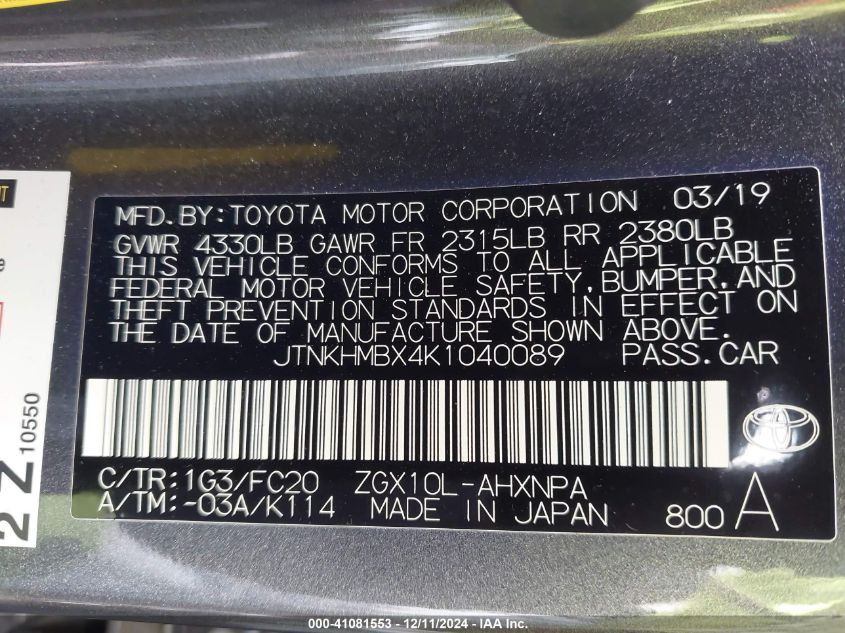 MFD.BY:TOYOTA MOTOR CORPORATION 03/19
GVWR 4330LB GAWR FR 2315LB RR 2380LB
THIS VEHICLE CONFORMS TO ALL APPLICABLE
FEDERAL MOTOR VEHICLE SAFETY,BUMPER,AND
THEFT PREVENTION STANDARDS IN EFFECT ON
THE DATE OF MANUFACTURE SHOWN ABOVE.
JTNKHMBX4K1040089 PASS.CAR
C/TR:1G3/FC20 ZGX10L-AHXNPA
A/TM:-03A/K114 MADE IN JAPAN 800 A
2 Z 10550
000-41081553 - 12/11/2024 - IAA Inc.